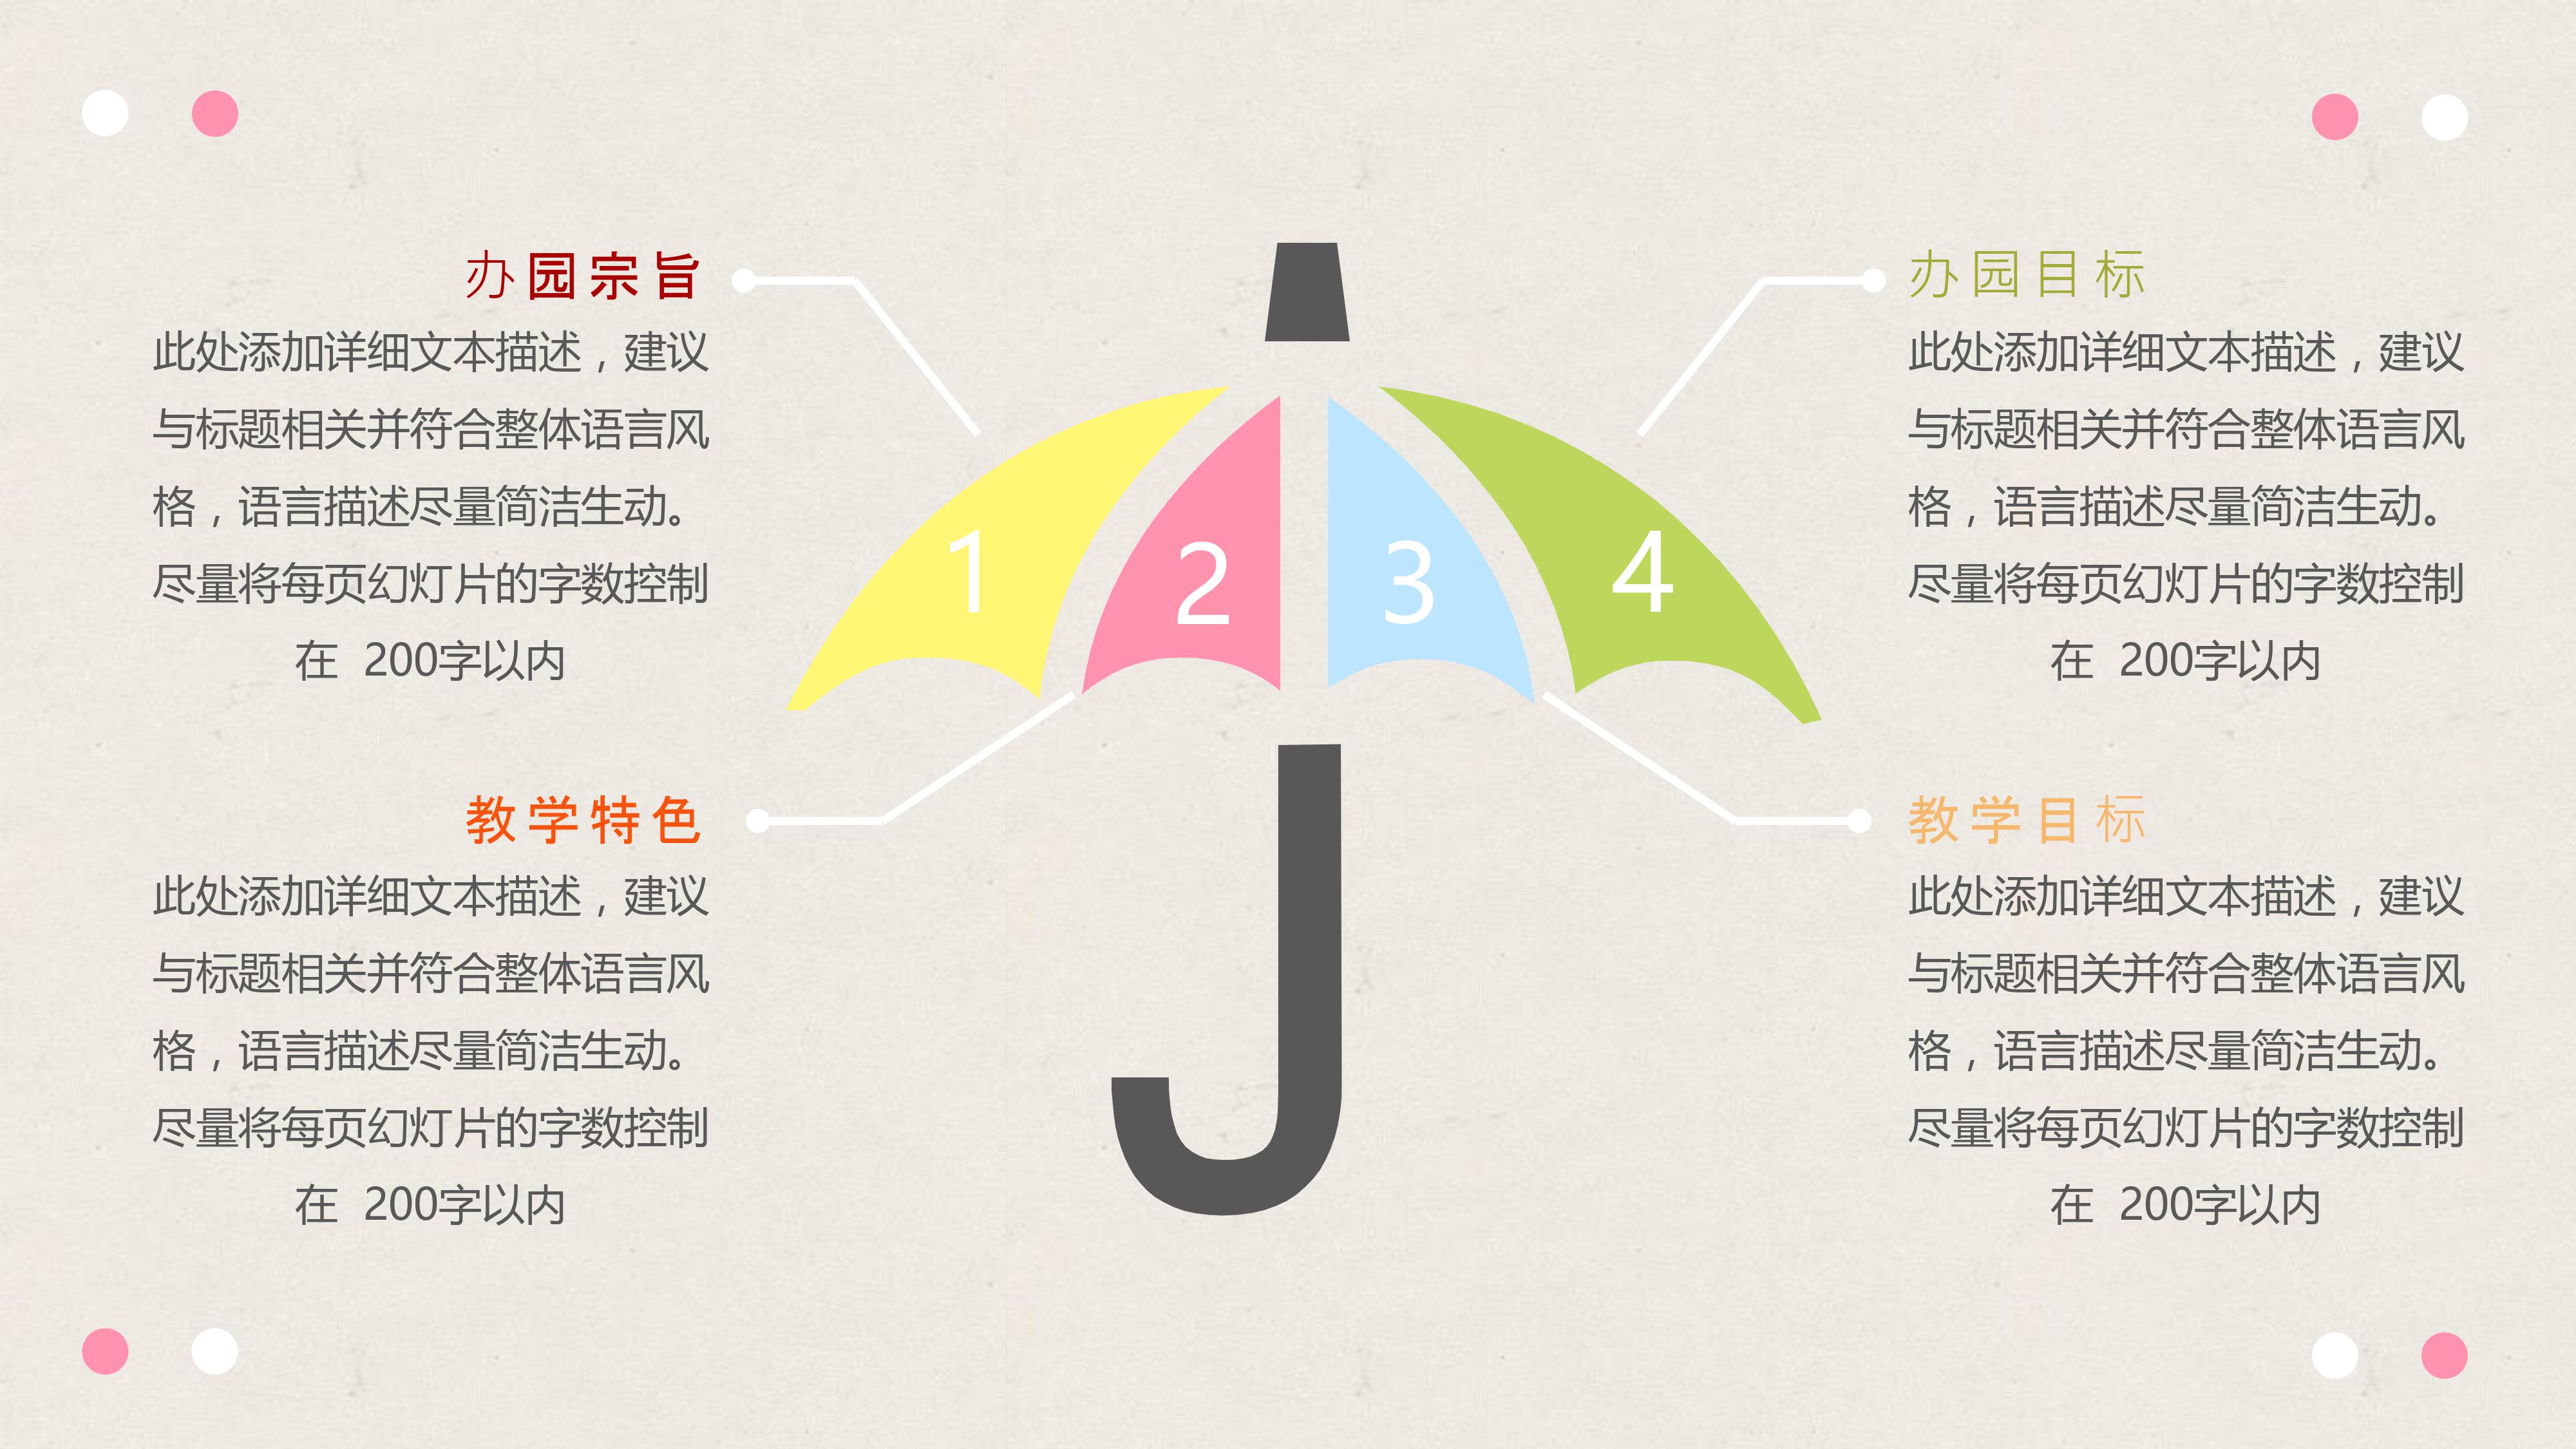 办园宗旨
此处添加详细文本描述，建议
与标题相关并符合整体语言风
格，语言描述尽量简洁生动。
尽量将每页幻灯片的字数控制
在 200字以内
教学特色
此处添加详细文本描述，建议
与标题相关并符合整体语言风
格，语言描述尽量简洁生动。
尽量将每页幻灯片的字数控制
在 200字以内
1
2
3
4
办园目标
此处添加详细文本描述，建议
与标题相关并符合整体语言风
格，语言描述尽量简洁生动。
尽量将每页幻灯片的字数控制
在 200字以内
教学目标
此处添加详细文本描述，建议
与标题相关并符合整体语言风
格，语言描述尽量简洁生动。
尽量将每页幻灯片的字数控制
在 200字以内